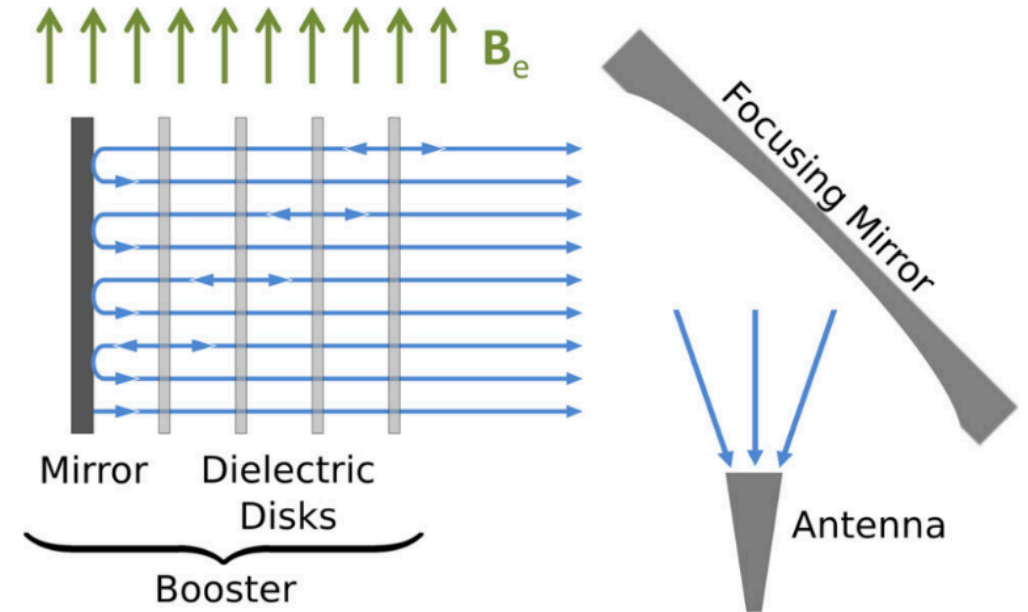 Be
Focusing Mirror
Mirror
Dielectric
Disks
Antenna
Booster